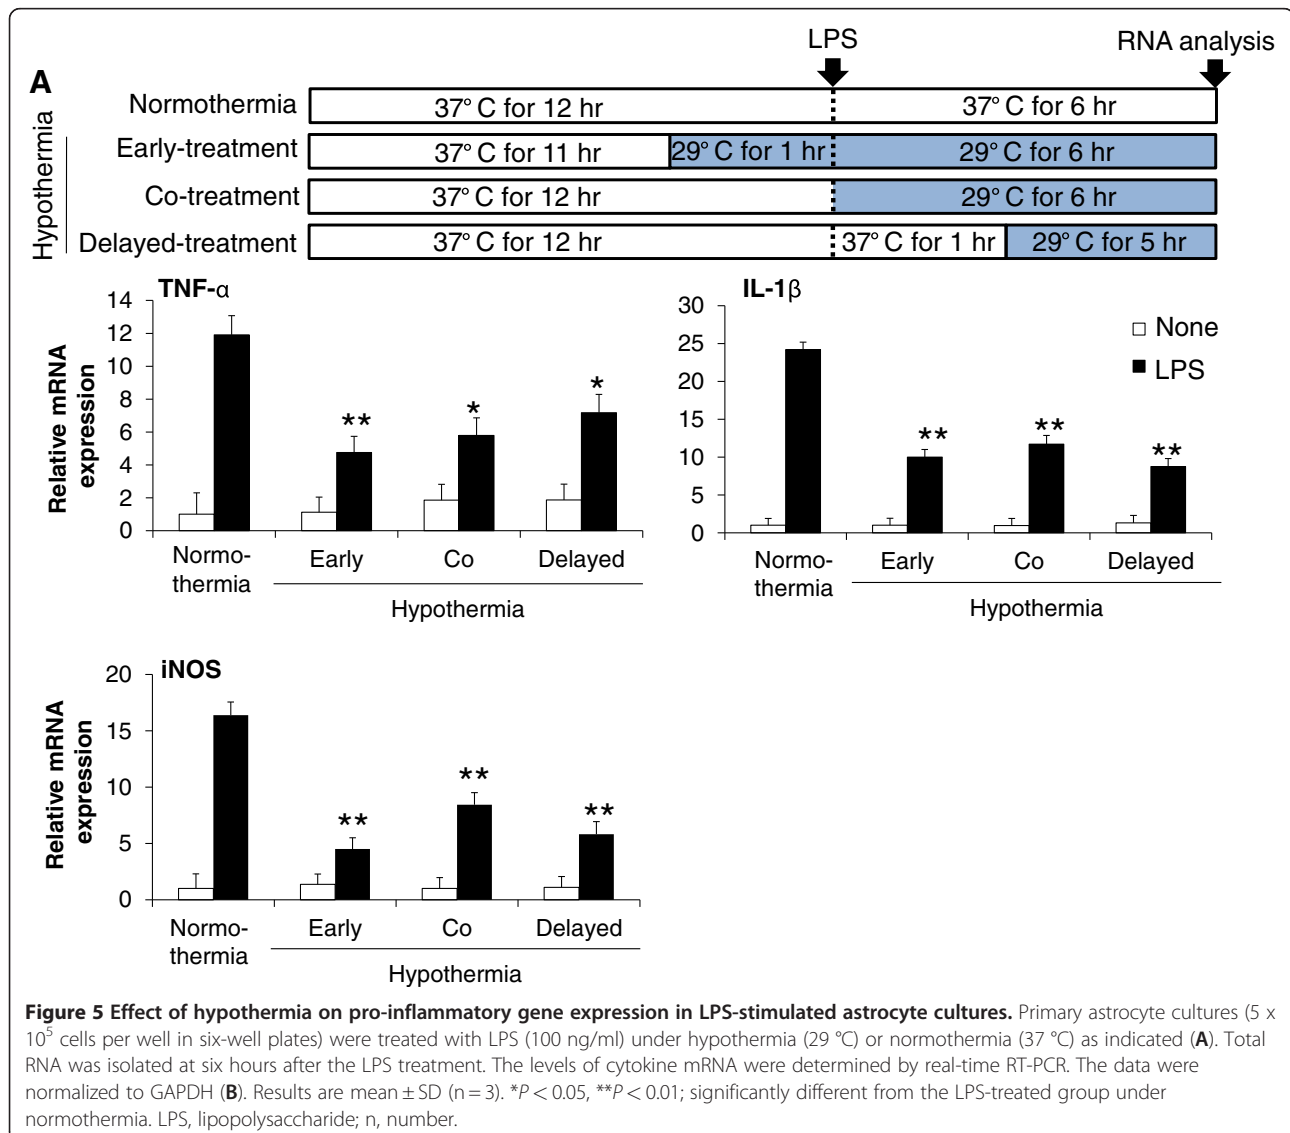 LPS
RNA analysis
A
Normothermia
37° C for 12 hr
37° C for 6 hr
Hypothermia
Early-treatment
37° C for 11 hr
29° C for 1 hr
29° C for 6 hr
Co-treatment
37° C for 12 hr
29° C for 6 hr
Delayed-treatment
37° C for 12 hr
37° C for 1 hr
29° C for 5 hr
TNF-α
Relative mRNA
expression
14
12
10
8
6
4
2
0
**
*
*
Normo-
thermia
Early
Co
Delayed
Hypothermia
IL-1β
30
25
20
15
10
5
0
**
**
**
None
LPS
Normo-
thermia
Early
Co
Delayed
Hypothermia
iNOS
Relative mRNA
expression
20
15
10
5
0
**
**
**
Normo-
thermia
Early
Co
Delayed
Hypothermia
Figure 5 Effect of hypothermia on pro-inflammatory gene expression in LPS-stimulated astrocyte cultures. Primary astrocyte cultures (5 x
10⁵ cells per well in six-well plates) were treated with LPS (100 ng/ml) under hypothermia (29 °C) or normothermia (37 °C) as indicated (A). Total
RNA was isolated at six hours after the LPS treatment. The levels of cytokine mRNA were determined by real-time RT-PCR. The data were
normalized to GAPDH (B). Results are mean ± SD (n = 3). *P < 0.05, **P < 0.01; significantly different from the LPS-treated group under
normothermia. LPS, lipopolysaccharide; n, number.